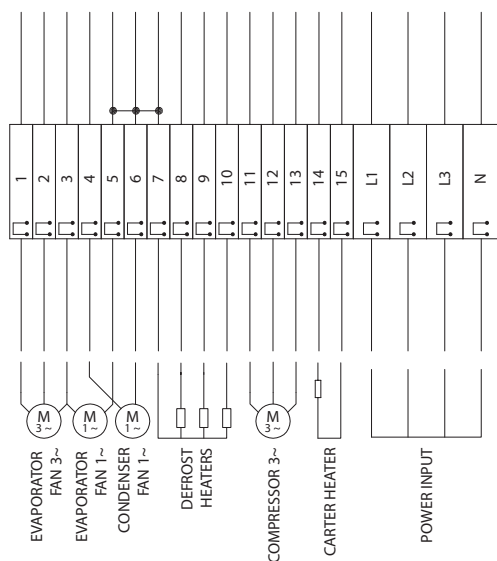 1 2 3 4 5 6 7 8 9 10 11 12 13 14 15 L1 L2 L3 N
M
3~
M
1~
M
1~
M
3~
EVAPORATOR
FAN 3~
EVAPORATOR
FAN 1~
CONDENSER
FAN 1~
DEFROST
HEATERS
COMPRESSOR 3~
CARTER HEATER
POWER INPUT